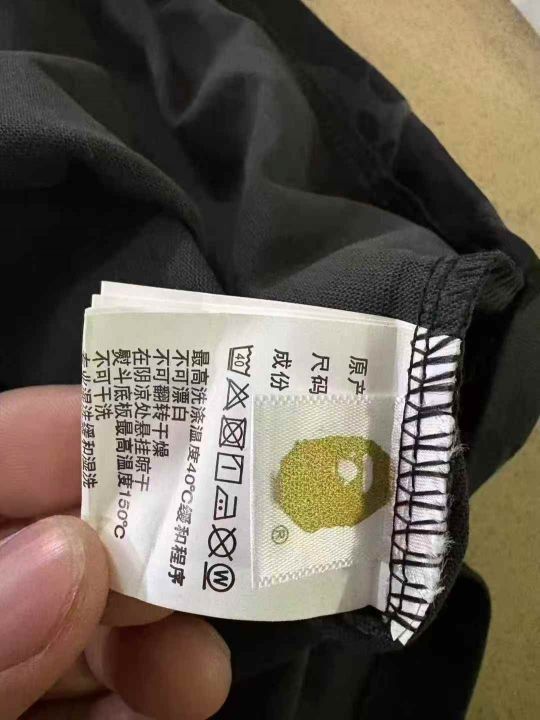 原产
尺码
成份
®
40
W
最高洗涤温度40℃缓和程序
不可漂白
不可翻转干燥
在阴凉处悬挂晾干
熨斗底板最高温度150℃
不可干洗
专业湿洗缓和湿洗